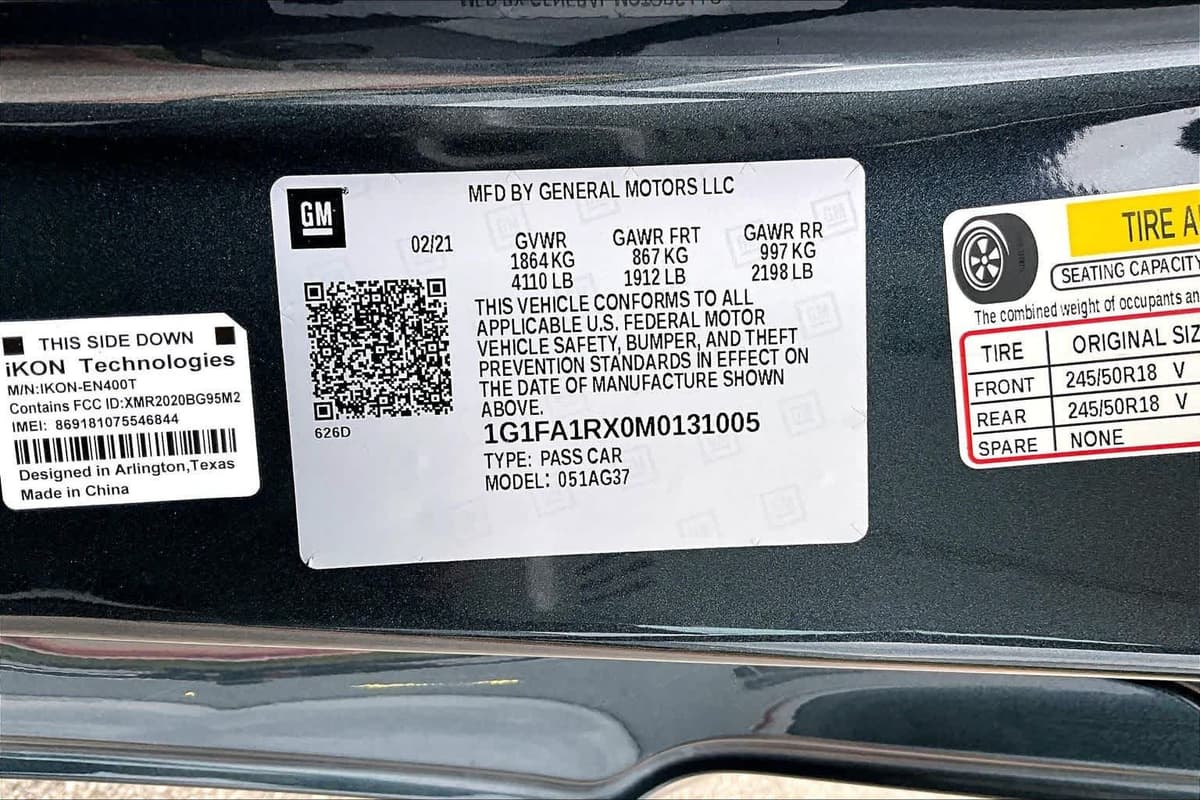 GM
MFD BY GENERAL MOTORS LLC
02/21
GVWR GAWR FRT GAWR RR
1864 KG 867 KG 997 KG
4110 LB 1912 LB 2198 LB
THIS VEHICLE CONFORMS TO ALL
APPLICABLE U.S. FEDERAL MOTOR
VEHICLE SAFETY, BUMPER, AND THEFT
PREVENTION STANDARDS IN EFFECT ON
THE DATE OF MANUFACTURE SHOWN
ABOVE.
626D
1G1FA1RX0M0131005
TYPE: PASS CAR
MODEL: 051AG37
THIS SIDE DOWN
iKON Technologies
M/N:IKON-EN400T
Contains FCC ID:XMR2020BG95M2
IMEI: 869181075546844
Designed in Arlington,Texas
Made in China
TIRE A
SEATING CAPACITY
The combined weight of occupants an
TIRE ORIGINAL SIZ
FRONT 245/50R18 V
REAR 245/50R18 V
SPARE NONE